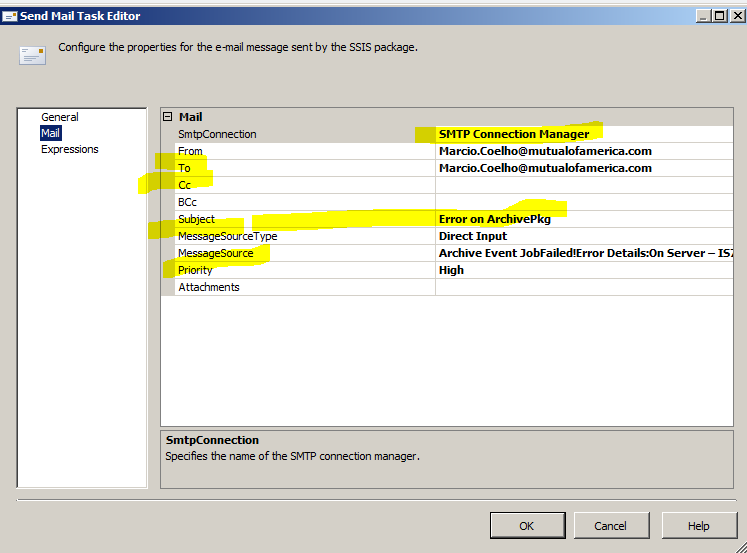 Send Mail Task Editor
Configure the properties for the e-mail message sent by the SSIS package.
General
Mail
Expressions
Mail
SmtpConnection SMTP Connection Manager
From Marcio.Coelho@mutualofamerica.com
To Marcio.Coelho@mutualofamerica.com
Cc
BCc
Subject Error on ArchivePkg
MessageSourceType Direct Input
MessageSource Archive Event JobFailed!Error Details:On Server – IS
Priority High
Attachments
SmtpConnection
Specifies the name of the SMTP connection manager.
OK Cancel Help